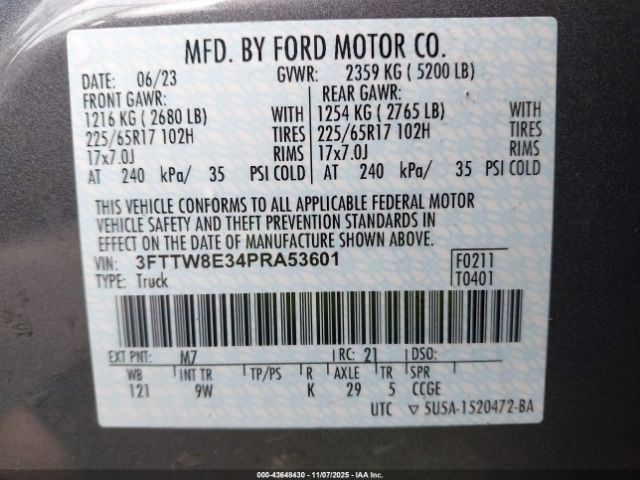 MFD. BY FORD MOTOR CO.
DATE: 06/23 GVWR: 2359 KG ( 5200 LB)
FRONT GAWR: REAR GAWR:
1216 KG ( 2680 LB) WITH 1254 KG ( 2765 LB) WITH
225/65R17 102H TIRES 225/65R17 102H TIRES
17x7.0J RIMS 17x7.0J RIMS
AT 240 kPa/ 35 PSI COLD AT 240 kPa/ 35 PSI COLD
THIS VEHICLE CONFORMS TO ALL APPLICABLE FEDERAL MOTOR
VEHICLE SAFETY AND THEFT PREVENTION STANDARDS IN
EFFECT ON THE DATE OF MANUFACTURE SHOWN ABOVE.
VIN: 3FTTW8E34PRA53601 F0211
TYPE: Truck T0401
EXT PNT: M7 RC: 21 DSO:
WB INT TR TP/PS R AXLE TR SPR
121 9W K 29 5 CCGE
UTC ▽ SU5A-1520472-BA
000-43648430 - 11/07/2025 - IAAI. Inc.